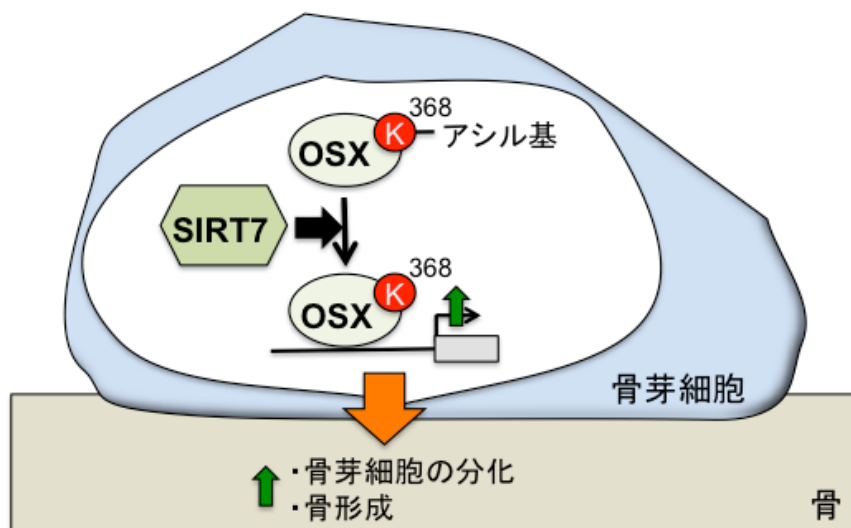 368
K
アシル基
OSX
SIRT7
368
K
OSX
骨芽細胞
・骨芽細胞の分化
・骨形成
骨